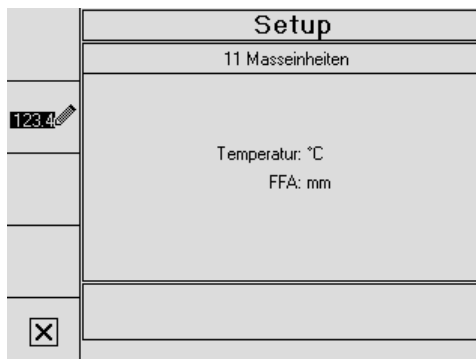 Setup
11 Masseinheiten
123.4
Temperatur: °C
FFA: mm